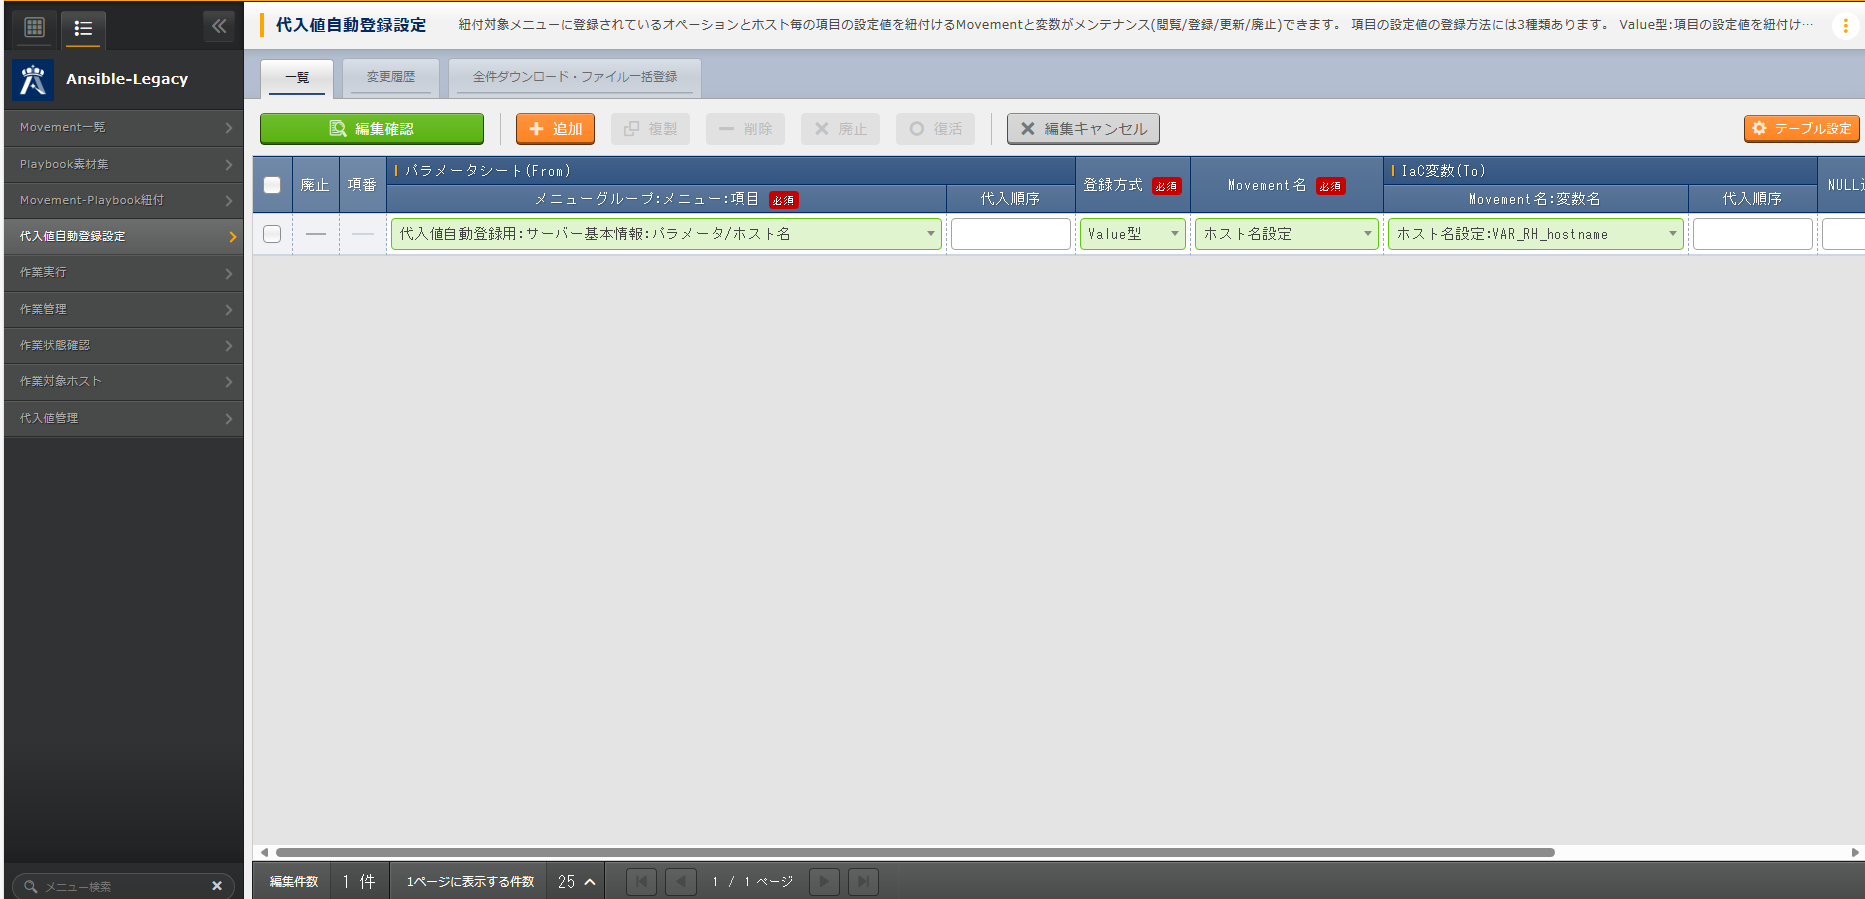 代入値自動登録設定
紐付対象メニューに登録されているオペーションとホスト毎の項目の設定値を紐付けるMovementと変数がメンテナンス(閲覧/登録/更新/廃止)できます。 項目の設定値の登録方法には3種類あります。 Value型:項目の設定値を紐付け…
Ansible-Legacy
Movement一覧
Playbook素材集
Movement-Playbook紐付
代入値自動登録設定
作業実行
作業管理
作業状態確認
作業対象ホスト
代入値管理
メニュー検索
一覧 変更履歴 全件ダウンロード・ファイル一括登録
編集確認 追加 複製 削除 廃止 復活 編集キャンセル テーブル設定
廃止 項番 パラメータシート(From) 登録方式 必須 Movement名 必須 IaC変数(To) NULL
メニューグループ:メニュー:項目 必須 代入順序 Movement名:変数名 代入順序
代入値自動登録用:サーバー基本情報:パラメータ/ホスト名 Value型 ホスト名設定 ホスト名設定:VAR_RH_hostname
編集件数 1 件 1ページに表示する件数 25 1 / 1 ページ